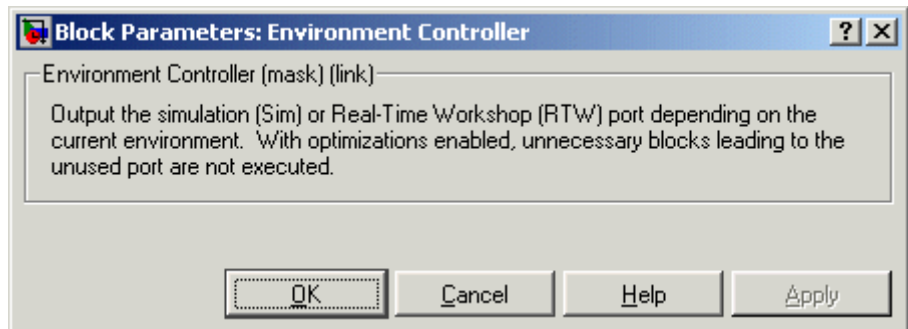 Block Parameters: Environment Controller
Environment Controller (mask) (link)
Output the simulation (Sim) or Real-Time Workshop (RTW) port depending on the
current environment.  With optimizations enabled, unnecessary blocks leading to the
unused port are not executed.
OK Cancel Help Apply